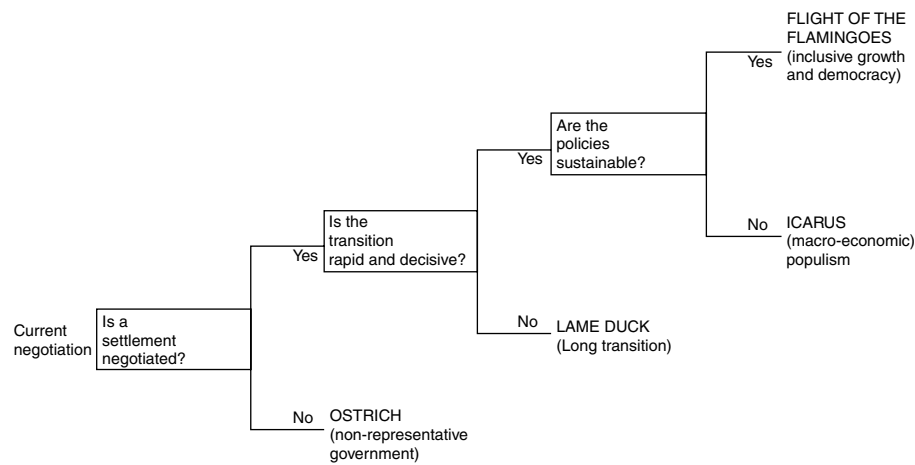 Current
negotiation
Is a
settlement
negotiated?
Yes
No
OSTRICH
(non-representative
government)
Is the
transition
rapid and decisive?
Yes
No
LAME DUCK
(Long transition)
Are the
policies
sustainable?
Yes
FLIGHT OF THE
FLAMINGOES
(inclusive growth
and democracy)
No
ICARUS
(macro-economic)
populism